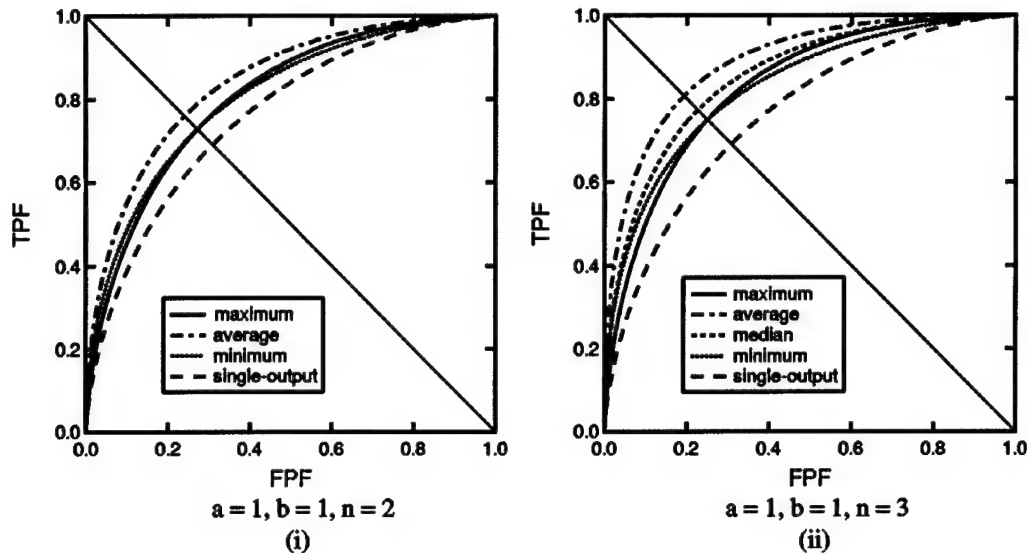 1.0
0.8
0.6
0.4
0.2
0.0
TPF
maximum
average
minimum
single-output
0.0 0.2 0.4 0.6 0.8 1.0
FPF
a = 1, b = 1, n = 2
(i)
1.0
0.8
0.6
0.4
0.2
0.0
TPF
maximum
average
median
minimum
single-output
0.0 0.2 0.4 0.6 0.8 1.0
FPF
a = 1, b = 1, n = 3
(ii)